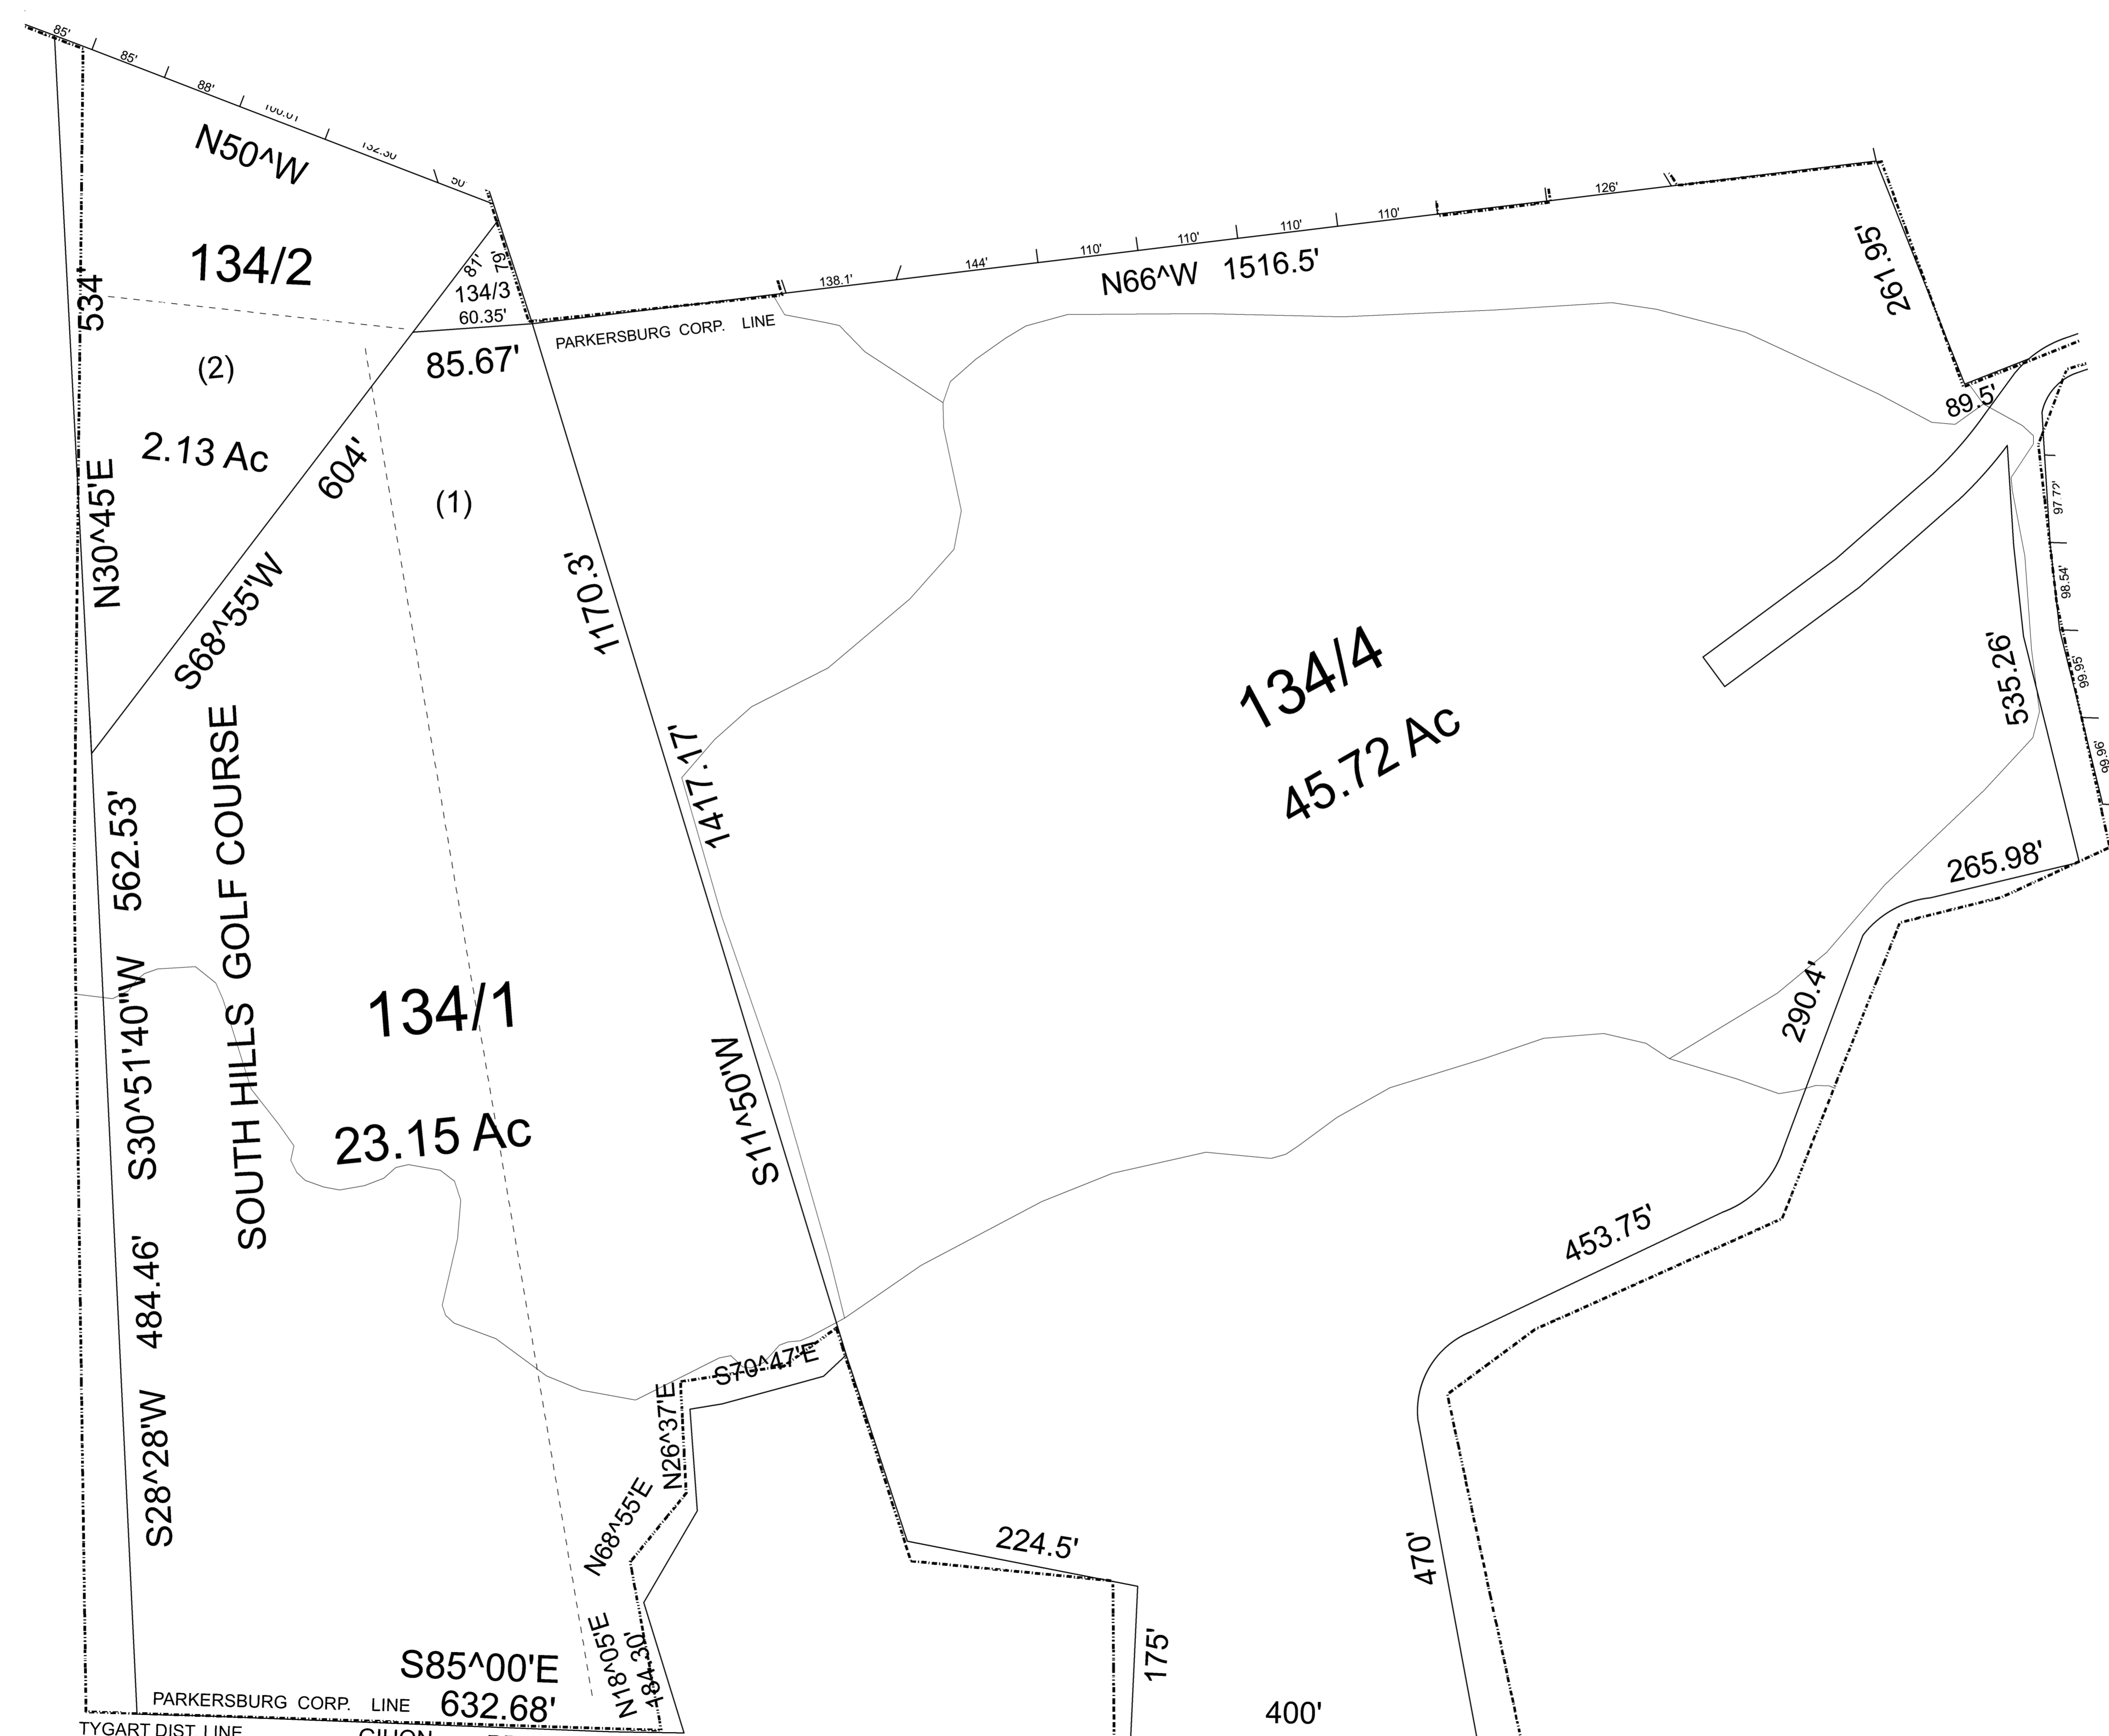 85'
85'
88'
50'
N50^W
134/2
534'
(2)
2.13 Ac
N30^45'E
81'
79'
134/3
60.35'
85.67'
PARKERSBURG CORP. LINE
138.1'
144'
110'
110'
110'
110'
126'
N66^W 1516.5'
261.95'
89.5'
604'
S68^55"W
(1)
1170.3'
1417.17'
S11^50'W
134/4
45.72 Ac
97.72'
98.54'
99.95'
99.96'
535.26'
265.98'
290.4'
453.75'
470'
562.53'
S30^51'40"W
484.46'
S28^28'W
SOUTH HILLS GOLF COURSE
134/1
23.15 Ac
S70^47'E
N26^37'E
N68^55'E
N18^05'E
184.30'
224.5'
175'
400'
S85^00'E
632.68'
PARKERSBURG CORP. LINE
TYGART DIST. LINE